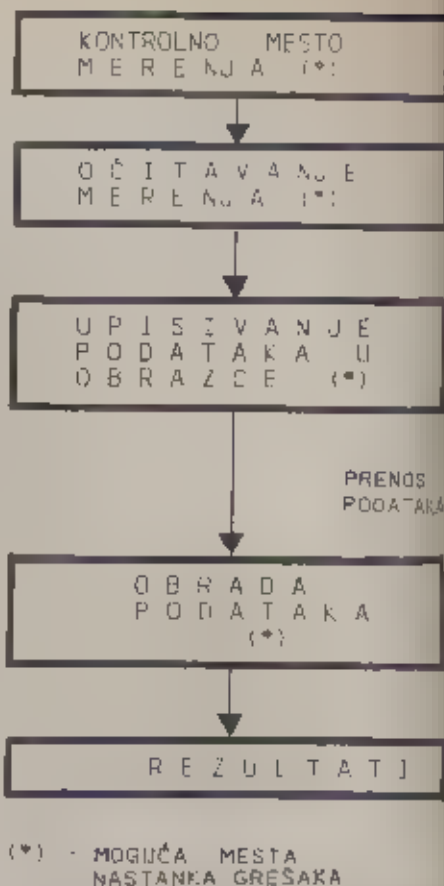 KONTROLNO MESTO
MERENJA (*)
OČITAVANJE
MERENJA (*)
UPISIVANJE
PODATAKA U
OBRAZCE (*)
PRENOS
PODATAKA
OBRADA
PODATAKA
(*)
REZULTATI
(*) - MOGUĆA MESTA
NASTANKA GREŠAKA